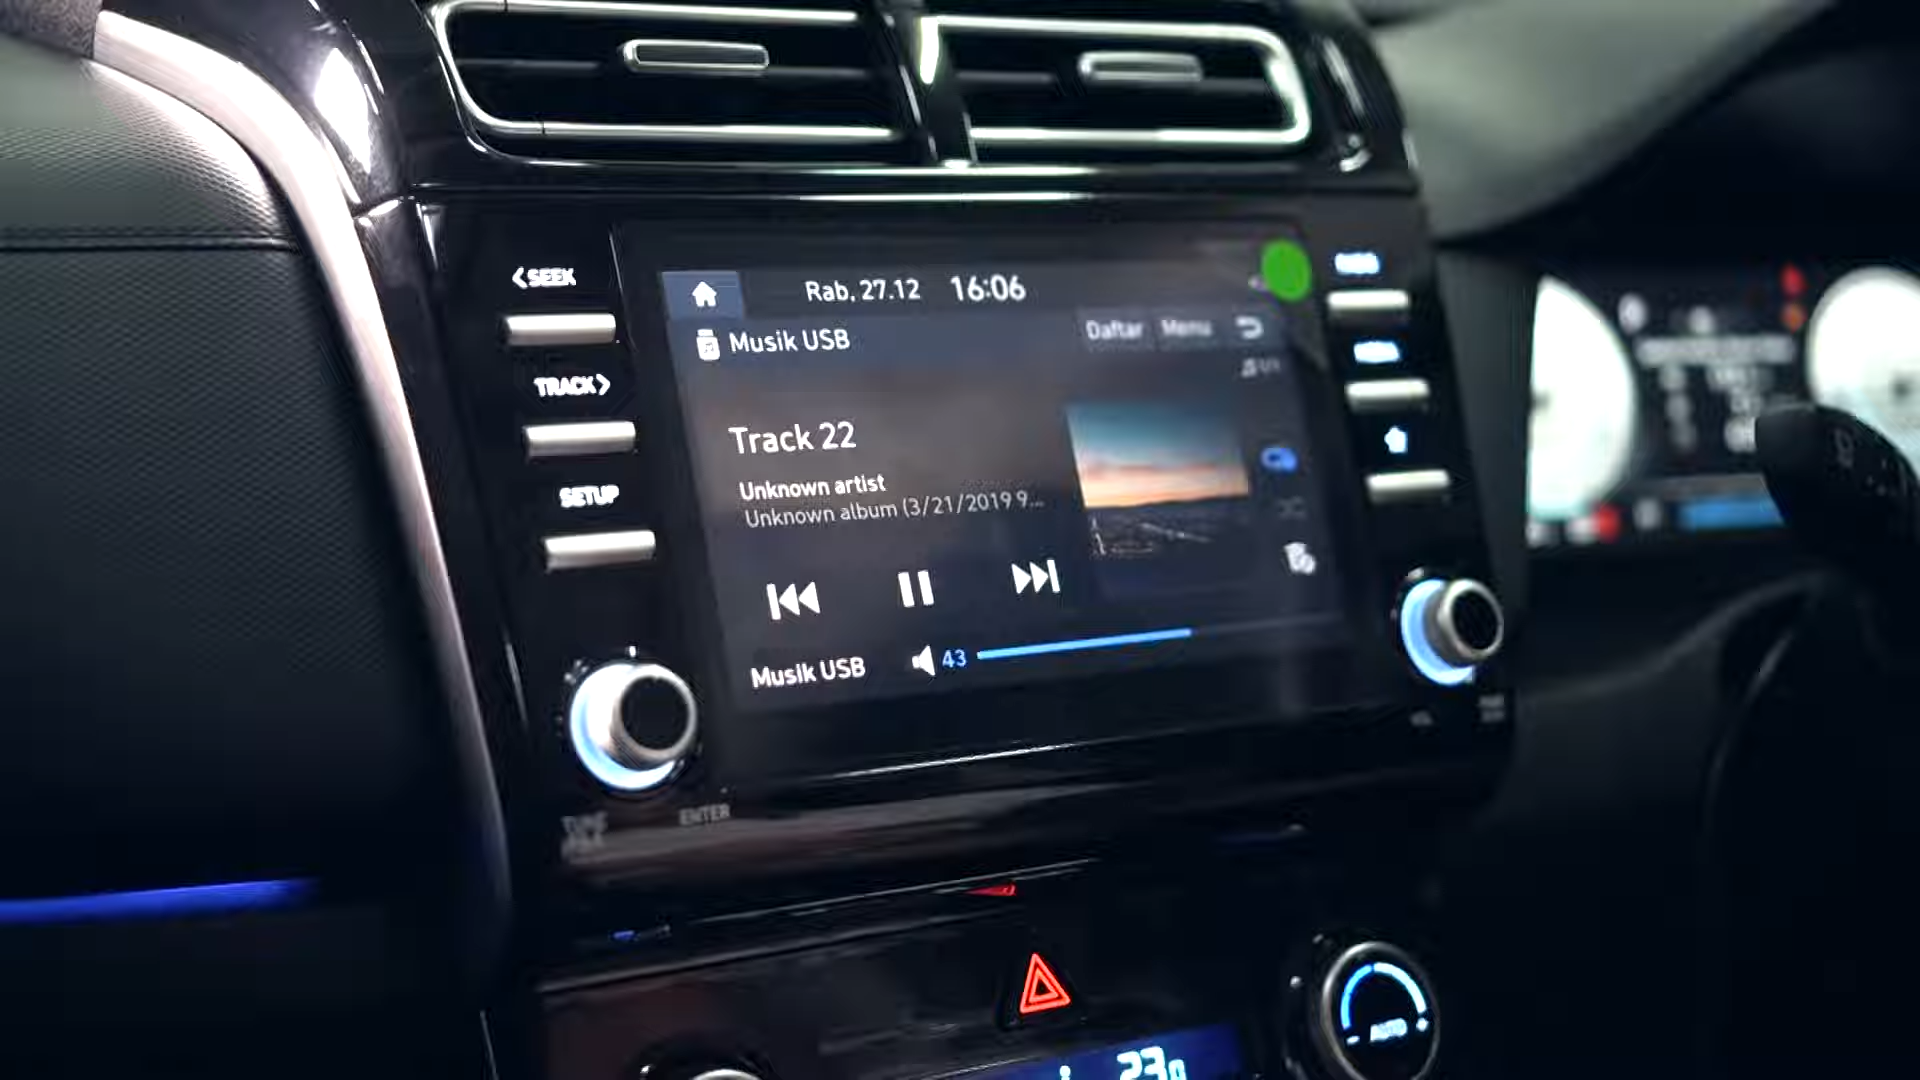 SEEK
TRACK
SETUP
Rab, 27.12 16:06
Musik USB
Daftar Menu
Track 22
Unknown artist
Unknown album (3/21/2019 9...
Musik USB 43
ENTER
AUTO